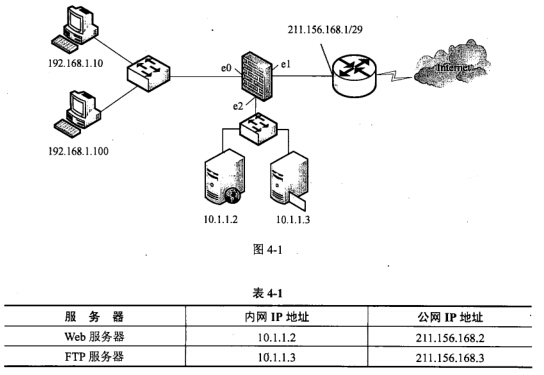 211.156.168.1/29
192.168.1.10
e0
e1
Internet
e2
192.168.1.100
10.1.1.2
10.1.1.3
图 4-1
表 4-1
服 务 器 内网 IP 地址 公网 IP 地址
Web 服务器 10.1.1.2 211.156.168.2
FTP 服务器 10.1.1.3 211.156.168.3